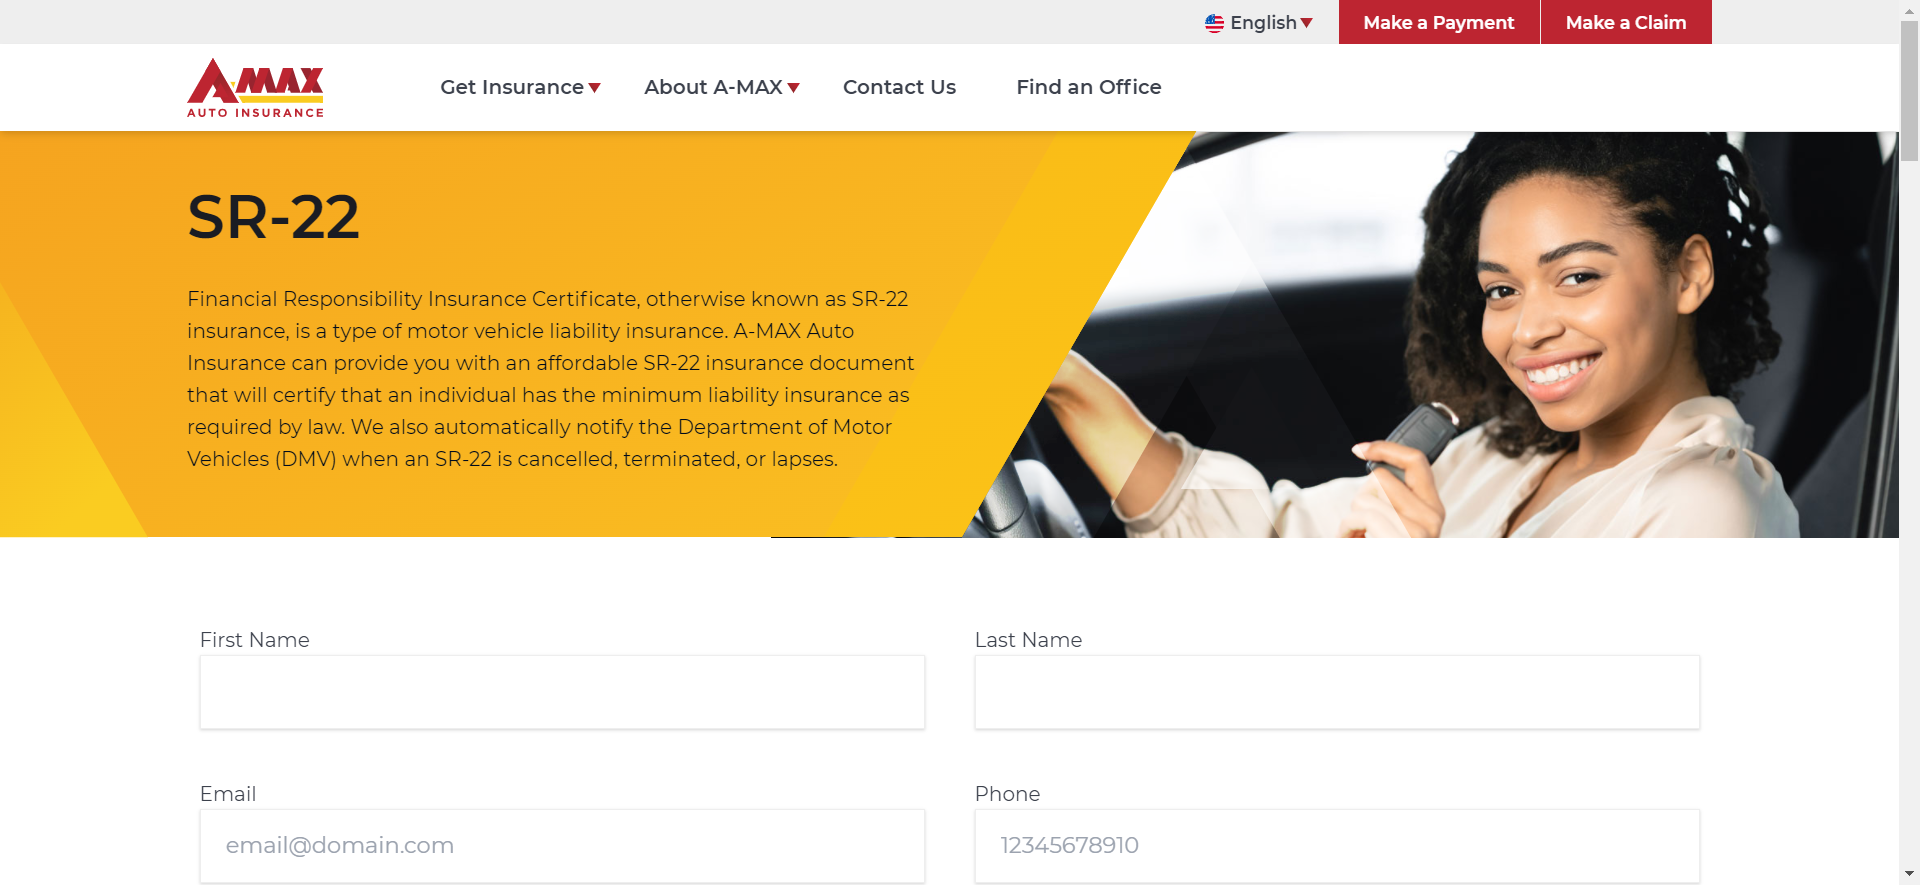 English
Make a Payment
Make a Claim
A-MAX
AUTO INSURANCE
Get Insurance
About A-MAX
Contact Us
Find an Office
SR-22
Financial Responsibility Insurance Certificate, otherwise known as SR-22
insurance, is a type of motor vehicle liability insurance. A-MAX Auto
Insurance can provide you with an affordable SR-22 insurance document
that will certify that an individual has the minimum liability insurance as
required by law. We also automatically notify the Department of Motor
Vehicles (DMV) when an SR-22 is cancelled, terminated, or lapses.
First Name
Last Name
Email
Phone
email@domain.com
12345678910